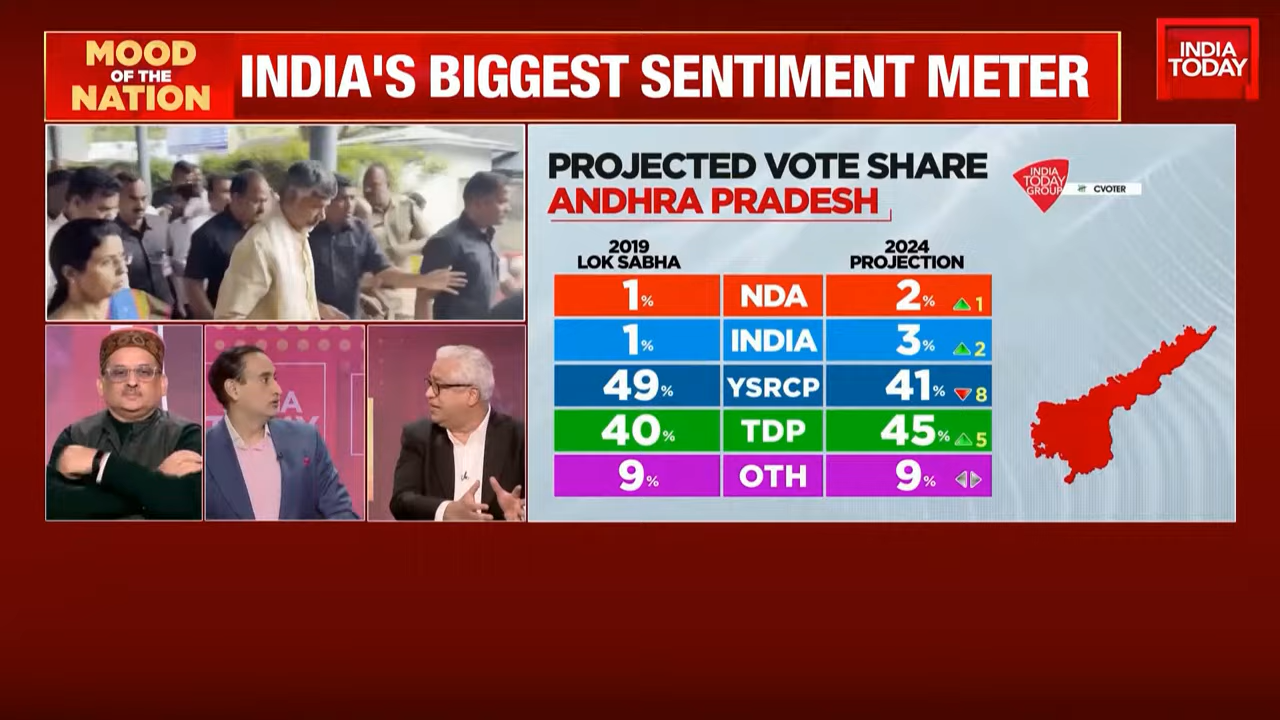 MOOD
OF THE
NATION
INDIA'S BIGGEST SENTIMENT METER
INDIA
TODAY
PROJECTED VOTE SHARE
ANDHRA PRADESH
INDIA
TODAY
GROUP
CVOTER
2019
LOK SABHA
2024
PROJECTION
1% NDA 2% 1
1% INDIA 3% 2
49% YSRCP 41% 8
40% TDP 45% 5
9% OTH 9%